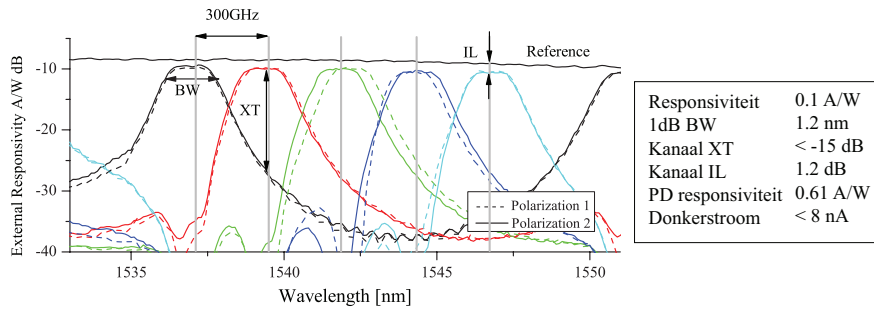 300GHz
IL
Reference
BW
XT
External Responsivity A/W dB
-10
-20
-30
-40
Polarization 1
Polarization 2
1535
1540
1545
1550
Wavelength [nm]
Responsiviteit 0.1 A/W
1dB BW 1.2 nm
Kanaal XT < -15 dB
Kanaal IL 1.2 dB
PD responsiviteit 0.61 A/W
Donkerstroom < 8 nA